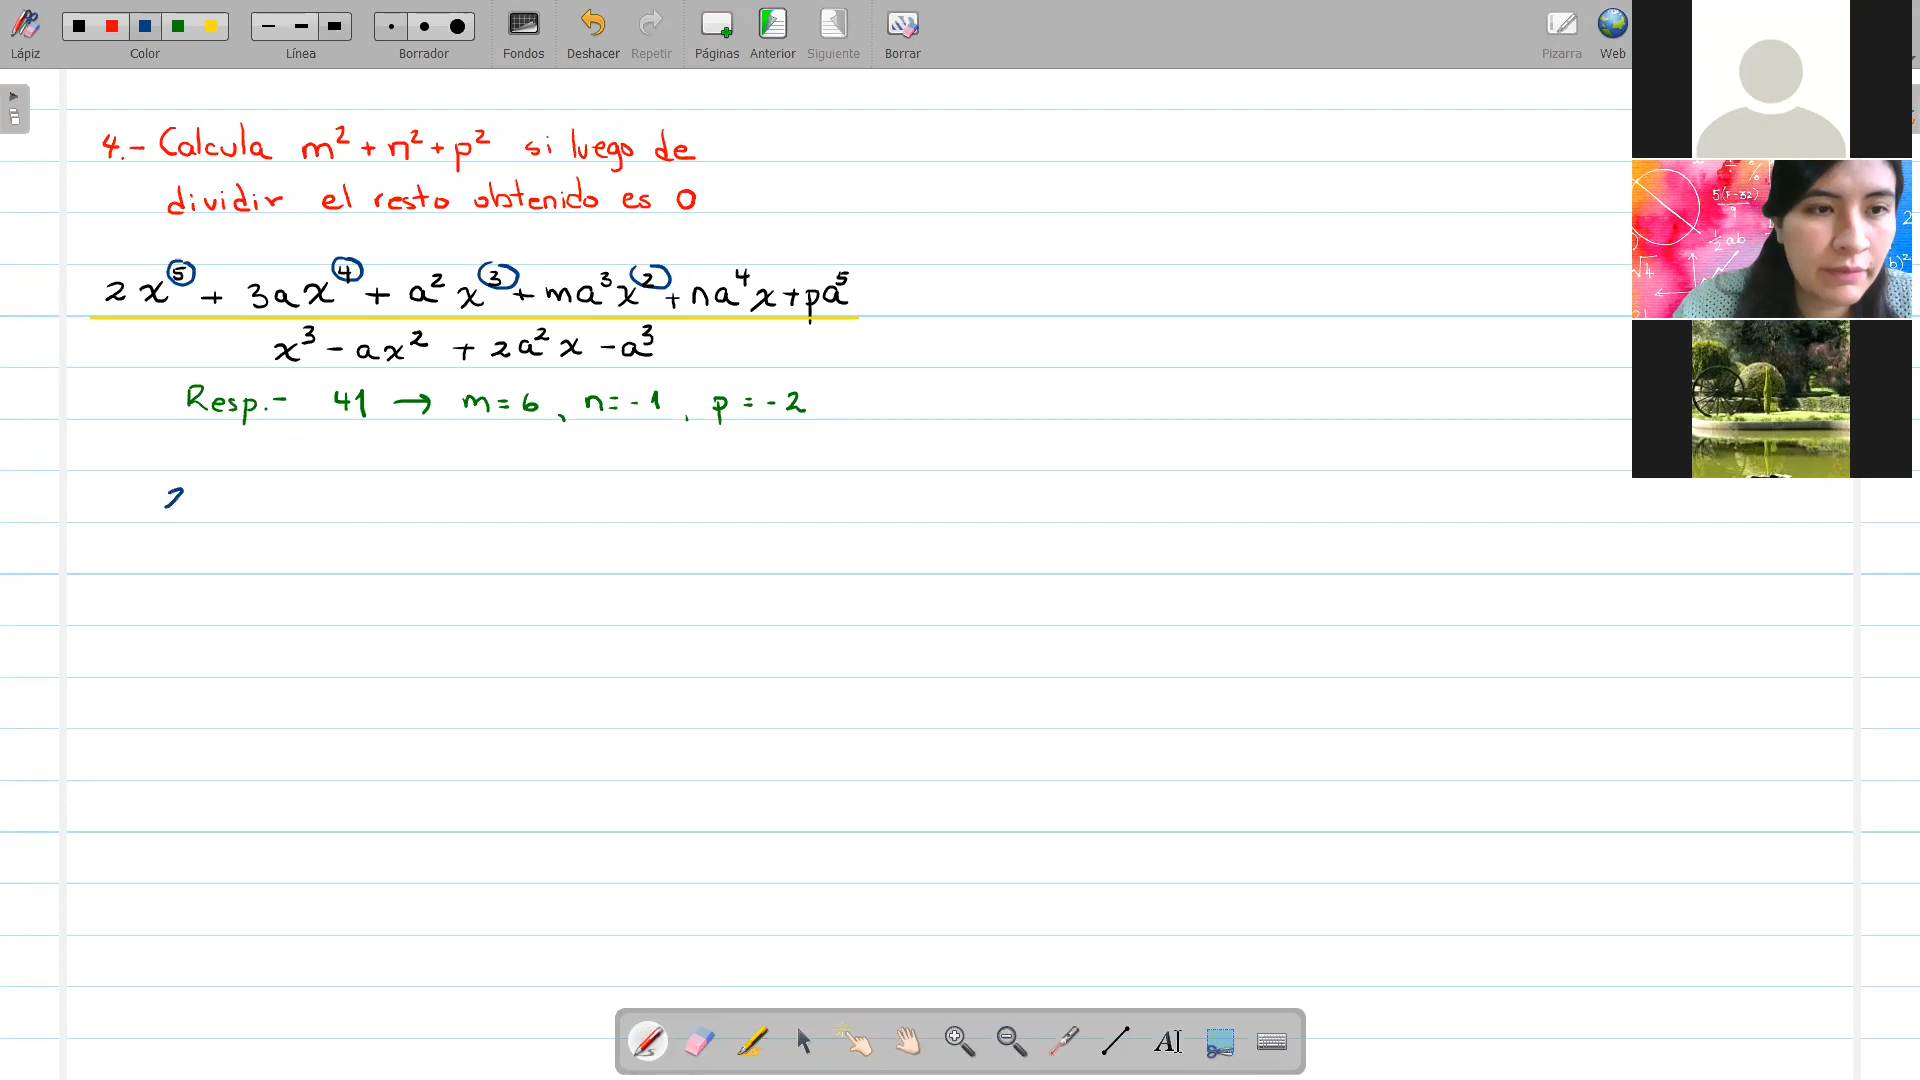 Lápiz Color Línea Borrador Fondos Deshacer Repetir Páginas Anterior Siguiente Borrar Pizarra Web
4.- Calcula m² + n² + p² si luego de
dividir el resto obtenido es 0
2x⁵ + 3ax⁴ + a²x³ + ma³x² + na⁴x + pa⁵
x³ - ax² + 2a²x - a³
Resp.- 41 → m = 6 , n = -1 , p = -2
2